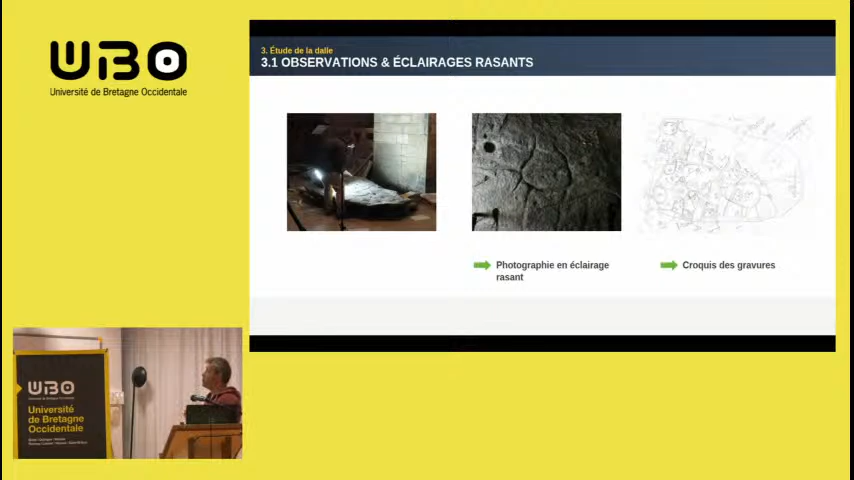 UBO
Université de Bretagne Occidentale
3. Étude de la dalle
3.1 OBSERVATIONS & ÉCLAIRAGES RASANTS
Photographie en éclairage
rasant
Croquis des gravures
UBO
Université
de Bretagne
Occidentale